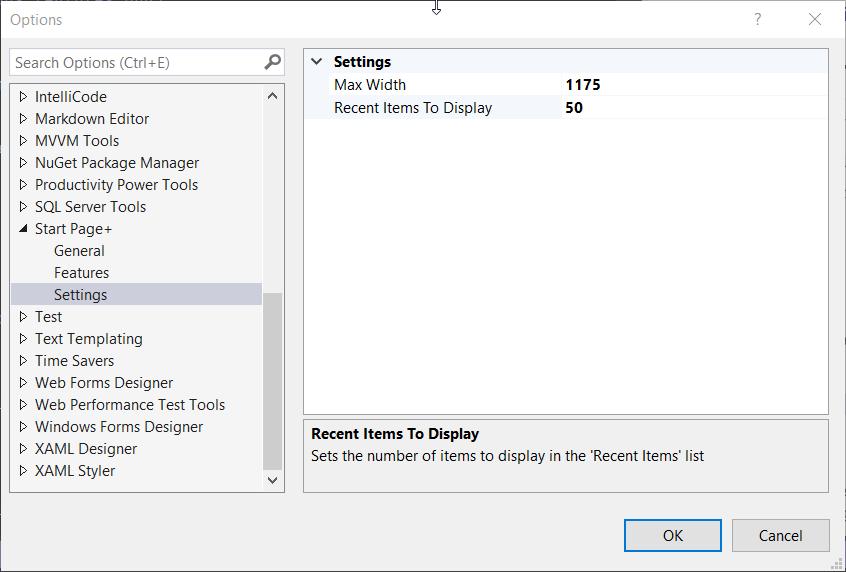 Options
?
Search Options (Ctrl+E)
IntelliCode
Markdown Editor
MVVM Tools
NuGet Package Manager
Productivity Power Tools
SQL Server Tools
Start Page+
General
Features
Settings
Test
Text Templating
Time Savers
Web Forms Designer
Web Performance Test Tools
Windows Forms Designer
XAML Designer
XAML Styler
Settings
Max Width 1175
Recent Items To Display 50
Recent Items To Display
Sets the number of items to display in the 'Recent Items' list
OK Cancel